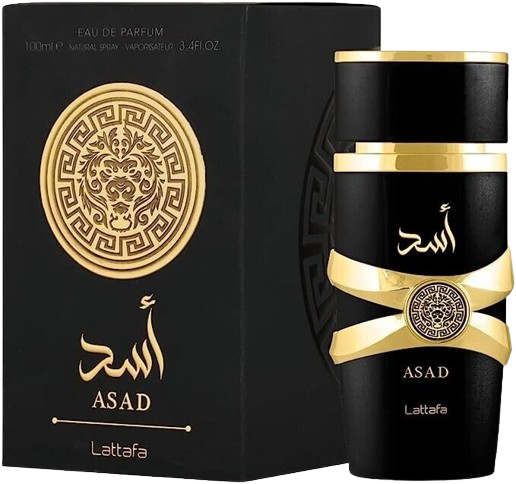 EAU DE PARFUM
100ml ℮ NATURAL SPRAY - VAPORISATEUR 3.4FL.OZ.
أسد
ASAD
Lattafa
أسد
ASAD
Lattafa